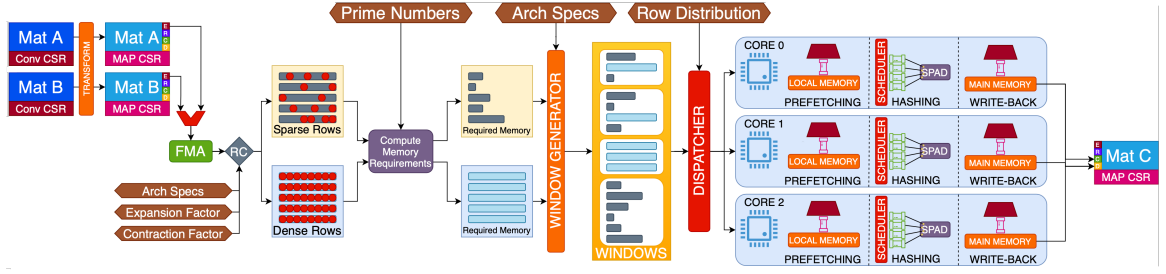 Prime Numbers
Arch Specs
Row Distribution
Mat A
Conv CSR
Mat B
Conv CSR
TRANSFORM
Mat A
MAP CSR
E
R
C
D
Mat B
MAP CSR
E
R
C
D
FMA
RC
Arch Specs
Expansion Factor
Contraction Factor
Sparse Rows
Dense Rows
Compute
Memory
Requirements
Required Memory
Required Memory
WINDOW GENERATOR
WINDOWS
DISPATCHER
CORE 0
LOCAL MEMORY
PREFETCHING
SCHEDULER
SPAD
HASHING
MAIN MEMORY
WRITE-BACK
CORE 1
LOCAL MEMORY
PREFETCHING
SCHEDULER
SPAD
HASHING
MAIN MEMORY
WRITE-BACK
CORE 2
LOCAL MEMORY
PREFETCHING
SCHEDULER
SPAD
HASHING
MAIN MEMORY
WRITE-BACK
E
R
C
D
Mat C
MAP CSR